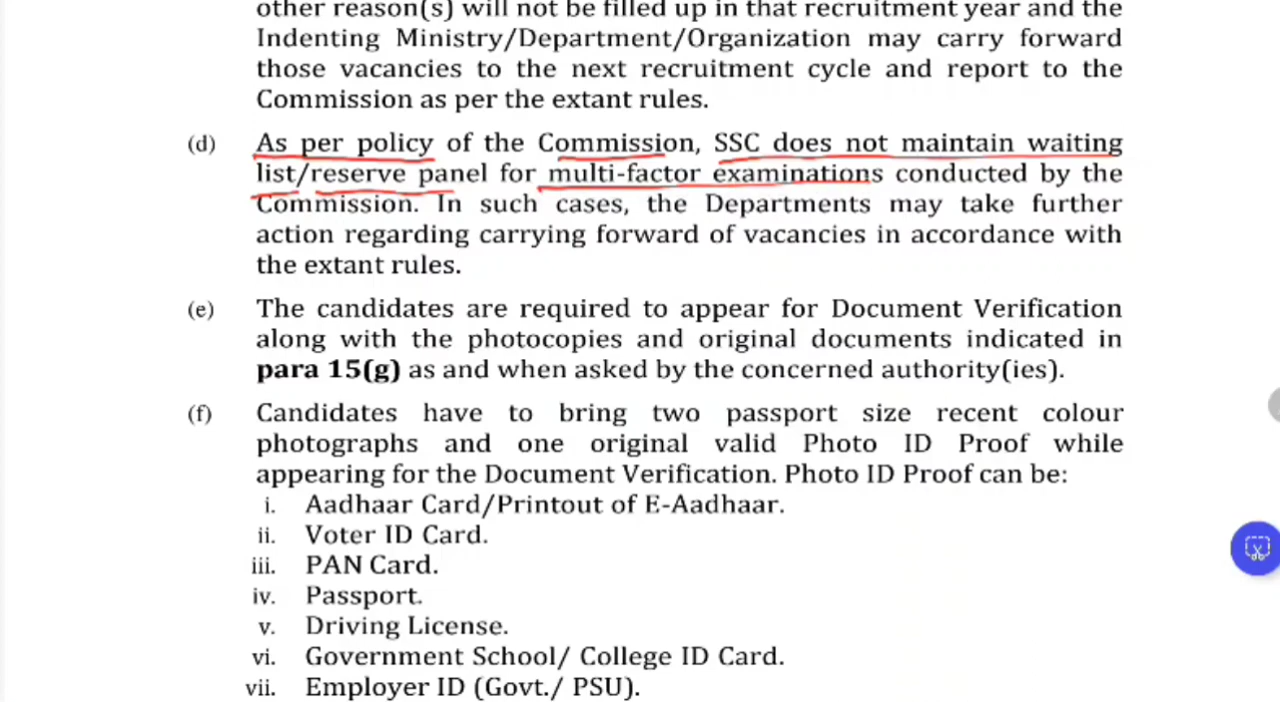 other reason(s) will not be filled up in that recruitment year and the
Indenting Ministry/Department/Organization may carry forward
those vacancies to the next recruitment cycle and report to the
Commission as per the extant rules.
(d) As per policy of the Commission, SSC does not maintain waiting
list/reserve panel for multi-factor examinations conducted by the
Commission. In such cases, the Departments may take further
action regarding carrying forward of vacancies in accordance with
the extant rules.
(e) The candidates are required to appear for Document Verification
along with the photocopies and original documents indicated in
para 15(g) as and when asked by the concerned authority(ies).
(f) Candidates have to bring two passport size recent colour
photographs and one original valid Photo ID Proof while
appearing for the Document Verification. Photo ID Proof can be:
i. Aadhaar Card/Printout of E-Aadhaar.
ii. Voter ID Card.
iii. PAN Card.
iv. Passport.
v. Driving License.
vi. Government School/ College ID Card.
vii. Employer ID (Govt./ PSU).